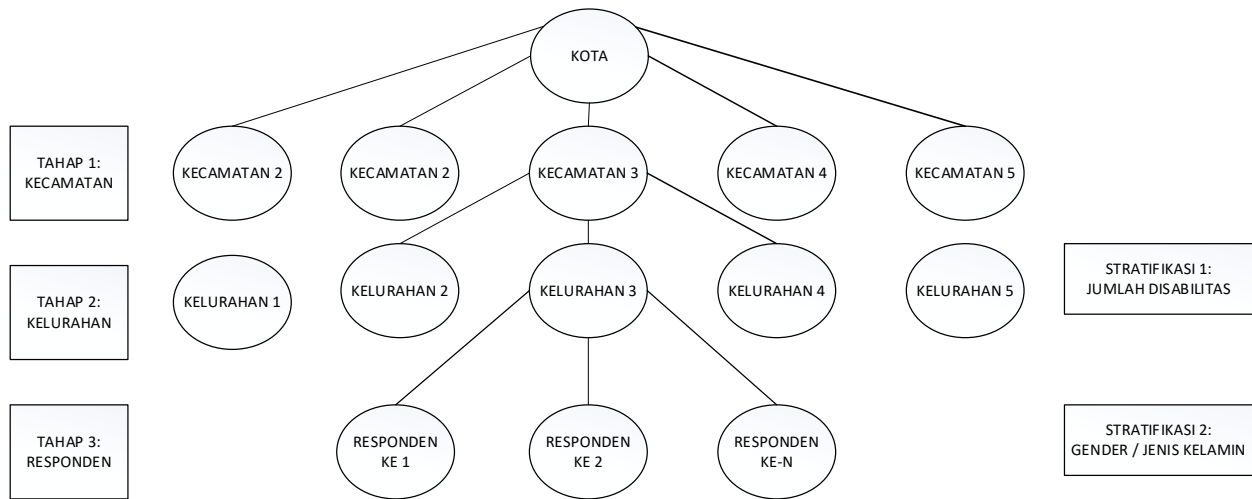 KOTA
TAHAP 1:
KECAMATAN
KECAMATAN 2
KECAMATAN 2
KECAMATAN 3
KECAMATAN 4
KECAMATAN 5
TAHAP 2:
KELURAHAN
KELURAHAN 1
KELURAHAN 2
KELURAHAN 3
KELURAHAN 4
KELURAHAN 5
STRATIFIKASI 1:
JUMLAH DISABILITAS
TAHAP 3:
RESPONDEN
RESPONDEN
KE 1
RESPONDEN
KE 2
RESPONDEN
KE-N
STRATIFIKASI 2:
GENDER / JENIS KELAMIN